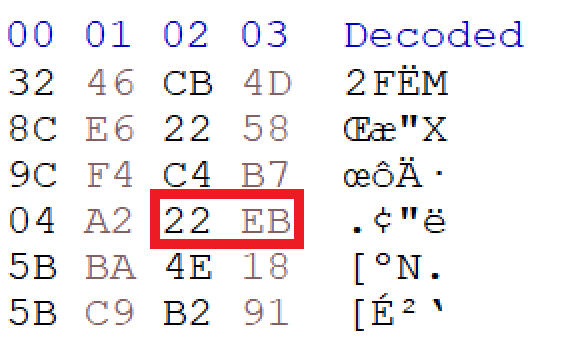 00 01 02 03 Decoded
32 46 CB 4D 2FËM
8C E6 22 58 Œæ"X
9C F4 C4 B7 œôÄ·
04 A2 22 EB .¢"ë
5B BA 4E 18 [ºN.
5B C9 B2 91 [É²‘